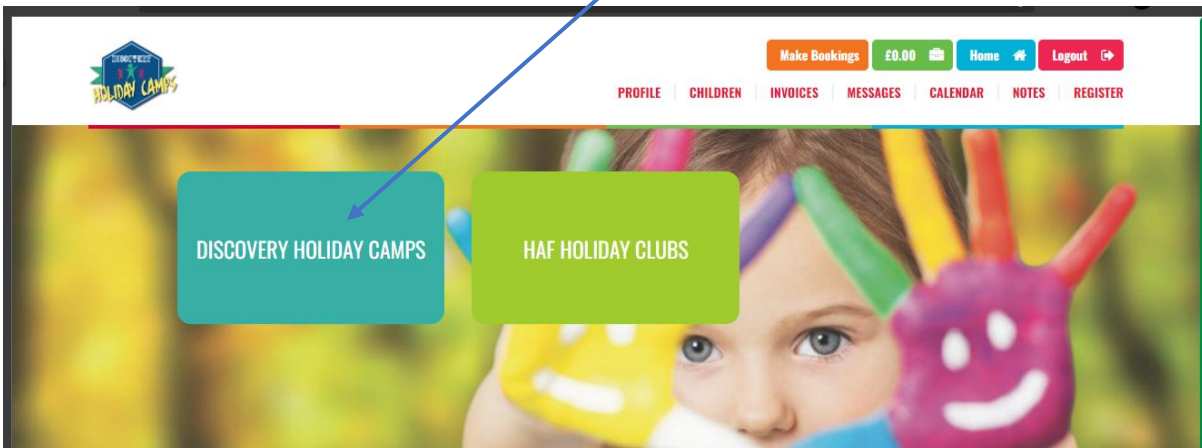 DISCOVERY
HOLIDAY CAMPS
Make Bookings £0.00 Home Logout
PROFILE CHILDREN INVOICES MESSAGES CALENDAR NOTES REGISTER
DISCOVERY HOLIDAY CAMPS HAF HOLIDAY CLUBS